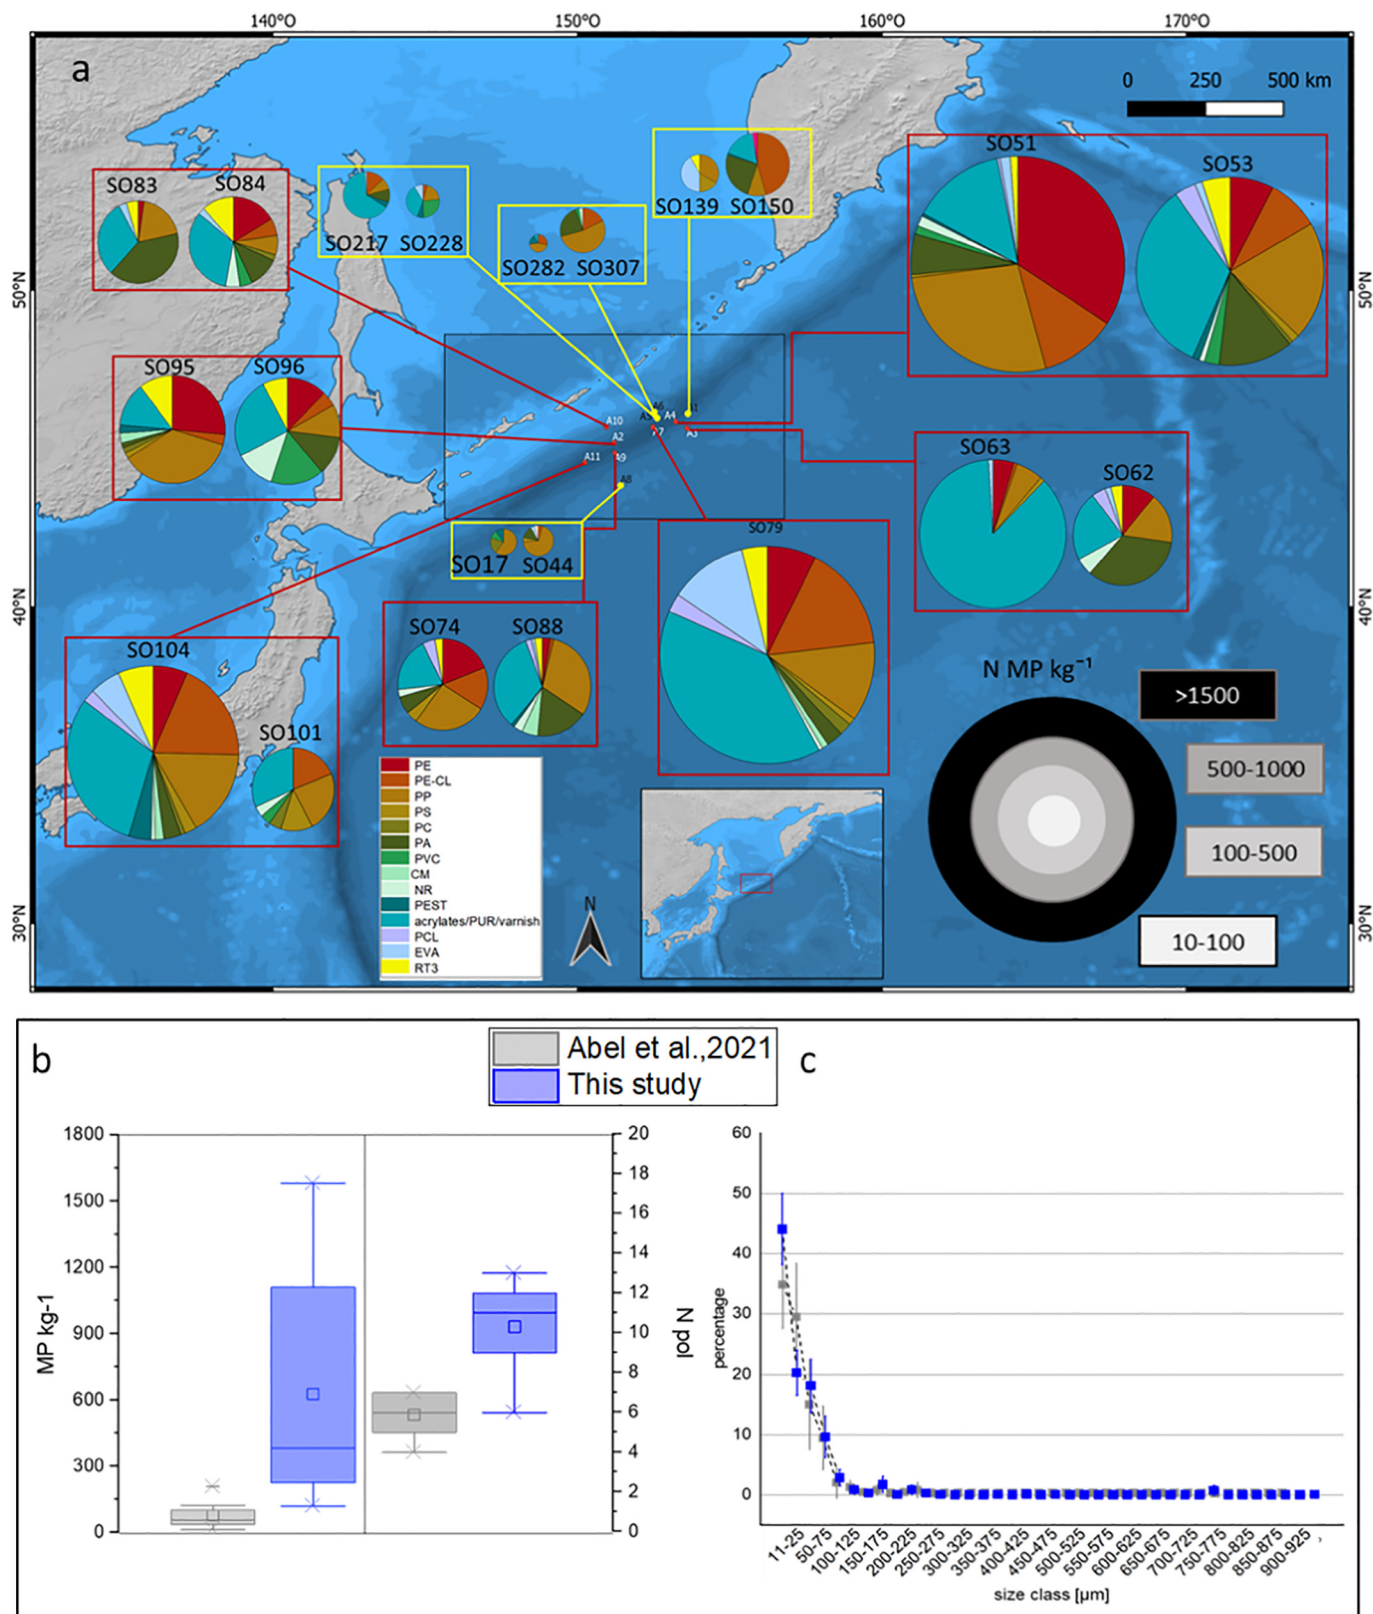 140°O 150°O 160°O 170°O
a
0 250 500 km
SO51
SO53
SO83 SO84
SO217 SO228
SO282 SO307
SO139 SO150
50°N
50°N
SO95 SO96
A6
A4
A10
A2
A3
A7
A11
A9
A8
SO63
SO62
SO17 SO44
SO79
40°N
40°N
SO74 SO88
SO104
SO101
N MP kg⁻¹
>1500
500-1000
100-500
10-100
PE
PE-CL
PP
PS
PC
PA
PVC
CM
NR
PEST
acrylates/PUR/varnish
PCL
EVA
RT3
N
30°N
30°N
b
Abel et al.,2021
This study
c
MP kg-1
1800
1500
1200
900
600
300
0
20
18
16
14
12
10
8
6
4
2
0
N pol
percentage
60
50
40
30
20
10
0
11-25 50-75 100-125 150-175 200-225 250-275 300-325 350-375 400-425 450-475 500-525 550-575 600-625 650-675 700-725 750-775 800-825 850-875 900-925
size class [µm]